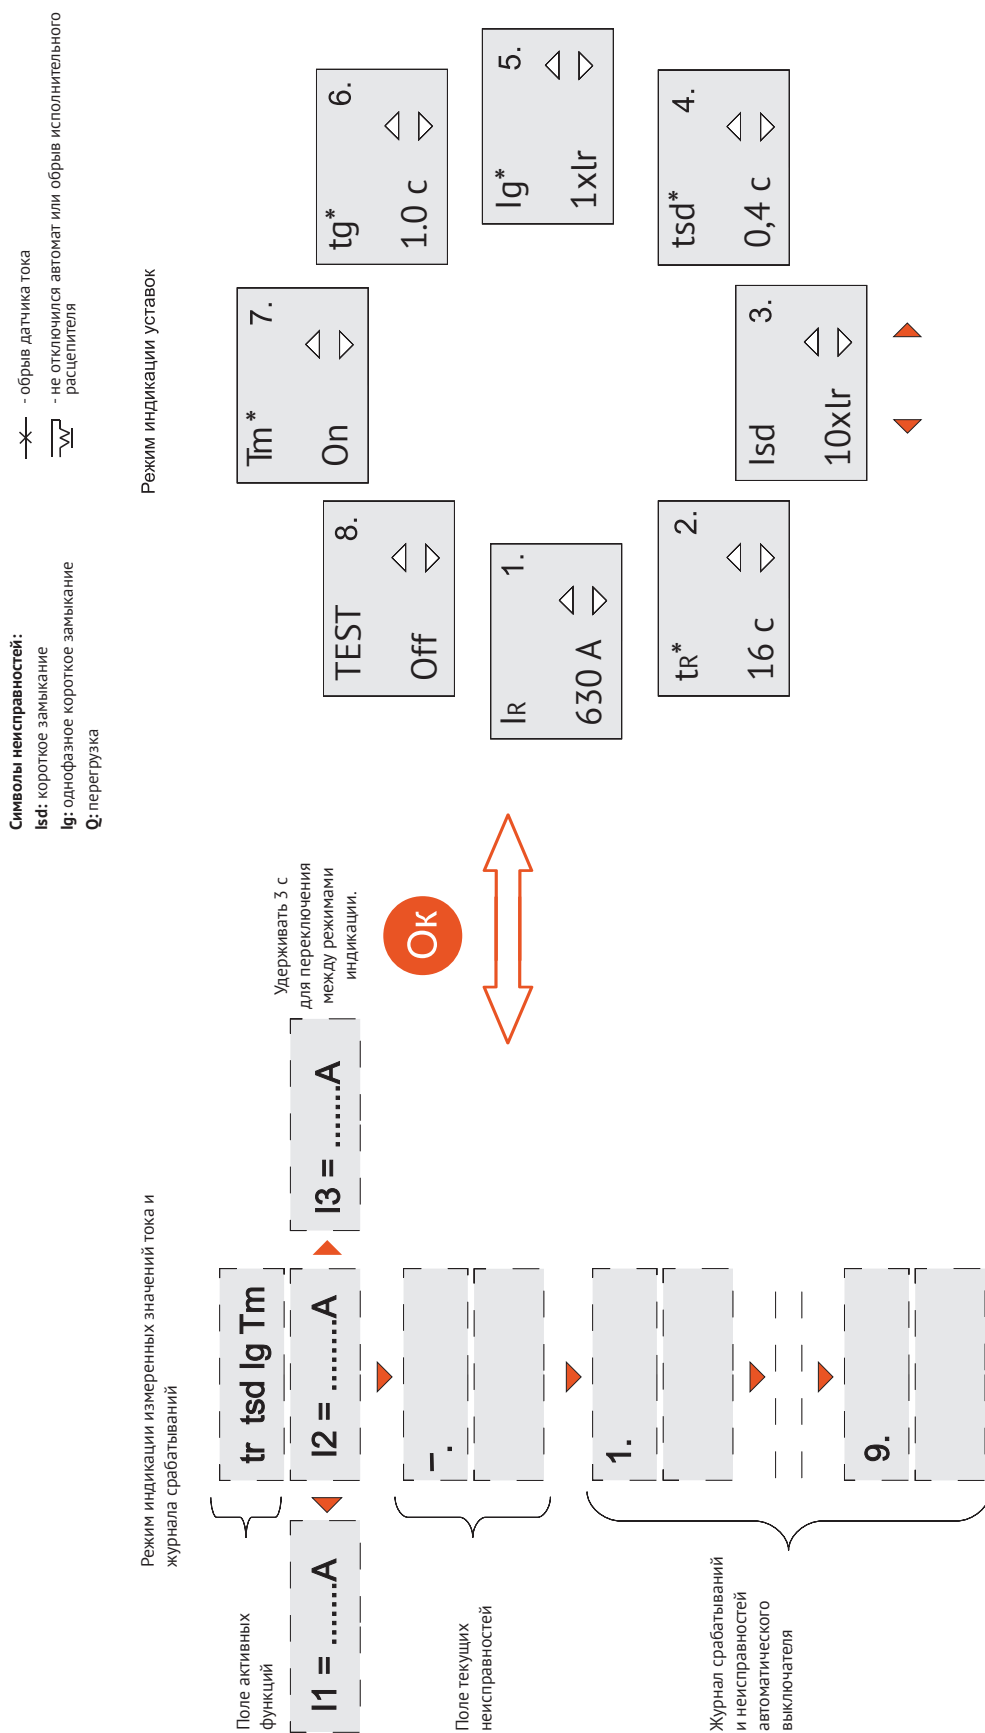 Режим индикации измеренных значений тока и
журнала срабатываний
Поле активных
функций
tr tsd Ig Tm
I1 = .......A
I2 = .........A
I3 = ........A
Поле текущих
неисправностей
–.
Журнал срабатываний
и неисправностей
автоматического
выключателя
1.
9.
Удерживать 3 с
для переключения
между режимами
индикации.
Ок
Символы неисправностей:
Isd: короткое замыкание
Ig: однофазное короткое замыкание
Q: перегрузка
- обрыв датчика тока
- не отключился автомат или обрыв исполнительного
расцепителя
Режим индикации уставок
IR 1.
630 A
tR* 2.
16 с
Isd 3.
10xIr
tsd* 4.
0,4 с
Ig* 5.
1xIr
tg* 6.
1.0 с
Tm* 7.
On
TEST 8.
Off